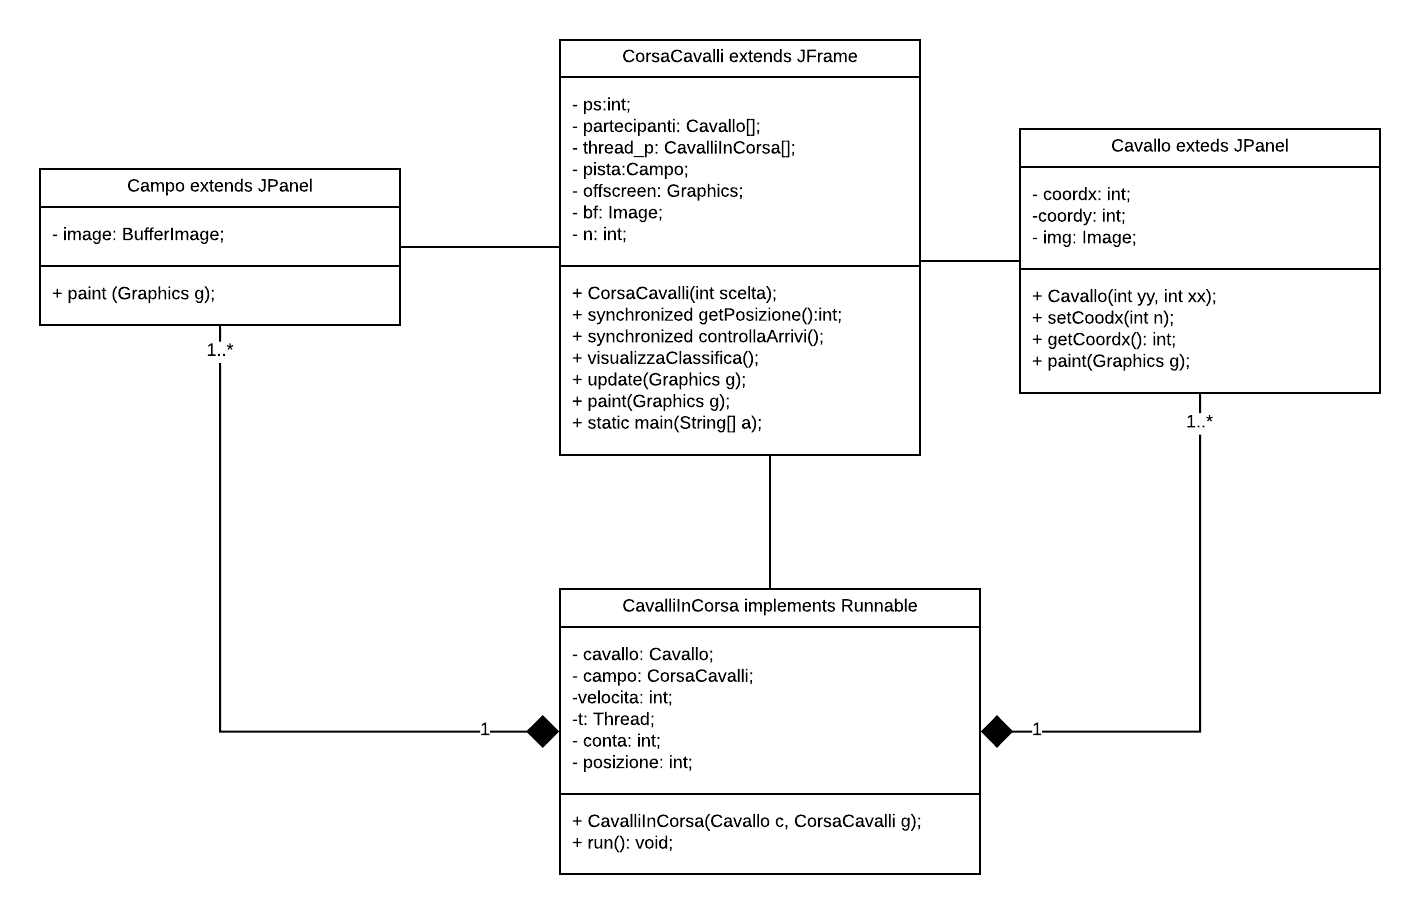 CorsaCavalli extends JFrame
- ps:int;
- partecipanti: Cavallo[];
- thread_p: CavalliInCorsa[];
- pista:Campo;
- offscreen: Graphics;
- bf: Image;
- n: int;
+ CorsaCavalli(int scelta);
+ synchronized getPosizione():int;
+ synchronized controllaArrivi();
+ visualizzaClassifica();
+ update(Graphics g);
+ paint(Graphics g);
+ static main(String[] a);
Campo extends JPanel
- image: BufferImage;
+ paint (Graphics g);
1..*
1
Cavallo exteds JPanel
- coordx: int;
-coordy: int;
- img: Image;
+ Cavallo(int yy, int xx);
+ setCoodx(int n);
+ getCoordx(): int;
+ paint(Graphics g);
1..*
1
CavalliInCorsa implements Runnable
- cavallo: Cavallo;
- campo: CorsaCavalli;
-velocita: int;
-t: Thread;
- conta: int;
- posizione: int;
+ CavalliInCorsa(Cavallo c, CorsaCavalli g);
+ run(): void;